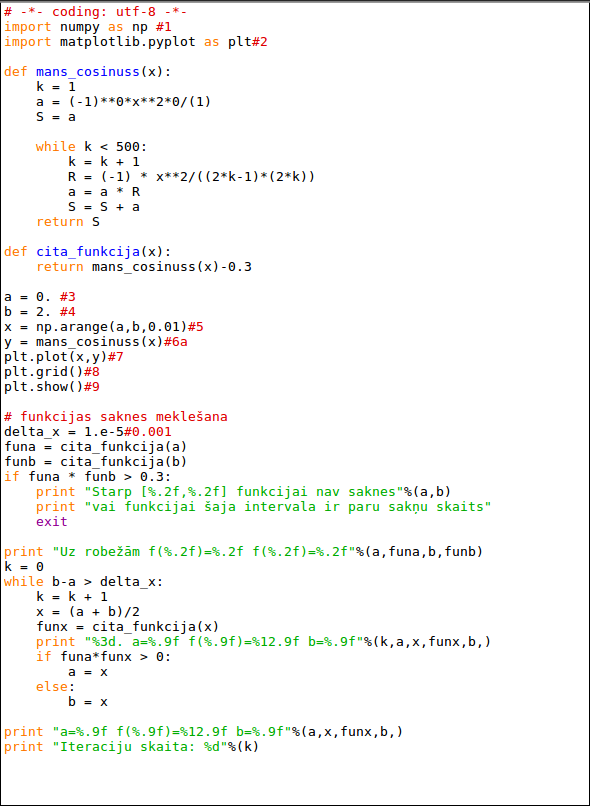 # -*- coding: utf-8 -*-
import numpy as np #1
import matplotlib.pyplot as plt#2

def mans_cosinuss(x):
    k = 1
    a = (-1)**0*x**2*0/(1)
    S = a

    while k < 500:
        k = k + 1
        R = (-1) * x**2/((2*k-1)*(2*k))
        a = a * R
        S = S + a
    return S

def cita_funkcija(x):
    return mans_cosinuss(x)-0.3

a = 0. #3
b = 2. #4
x = np.arange(a,b,0.01)#5
y = mans_cosinuss(x)#6a
plt.plot(x,y)#7
plt.grid()#8
plt.show()#9

# funkcijas saknes meklešana
delta_x = 1.e-5#0.001
funa = cita_funkcija(a)
funb = cita_funkcija(b)
if funa * funb > 0.3:
    print "Starp [%.2f,%.2f] funkcijai nav saknes"%(a,b)
    print "vai funkcijai šaja intervala ir paru sakņu skaits"
    exit

print "Uz robežām f(%.2f)=%.2f f(%.2f)=%.2f"%(a,funa,b,funb)
k = 0
while b-a > delta_x:
    k = k + 1
    x = (a + b)/2
    funx = cita_funkcija(x)
    print "%3d. a=%.9f f(%.9f)=%12.9f b=%.9f"%(k,a,x,funx,b,)
    if funa*funx > 0:
        a = x
    else:
        b = x

print "a=%.9f f(%.9f)=%12.9f b=%.9f"%(a,x,funx,b,)
print "Iteraciju skaita: %d"%(k)